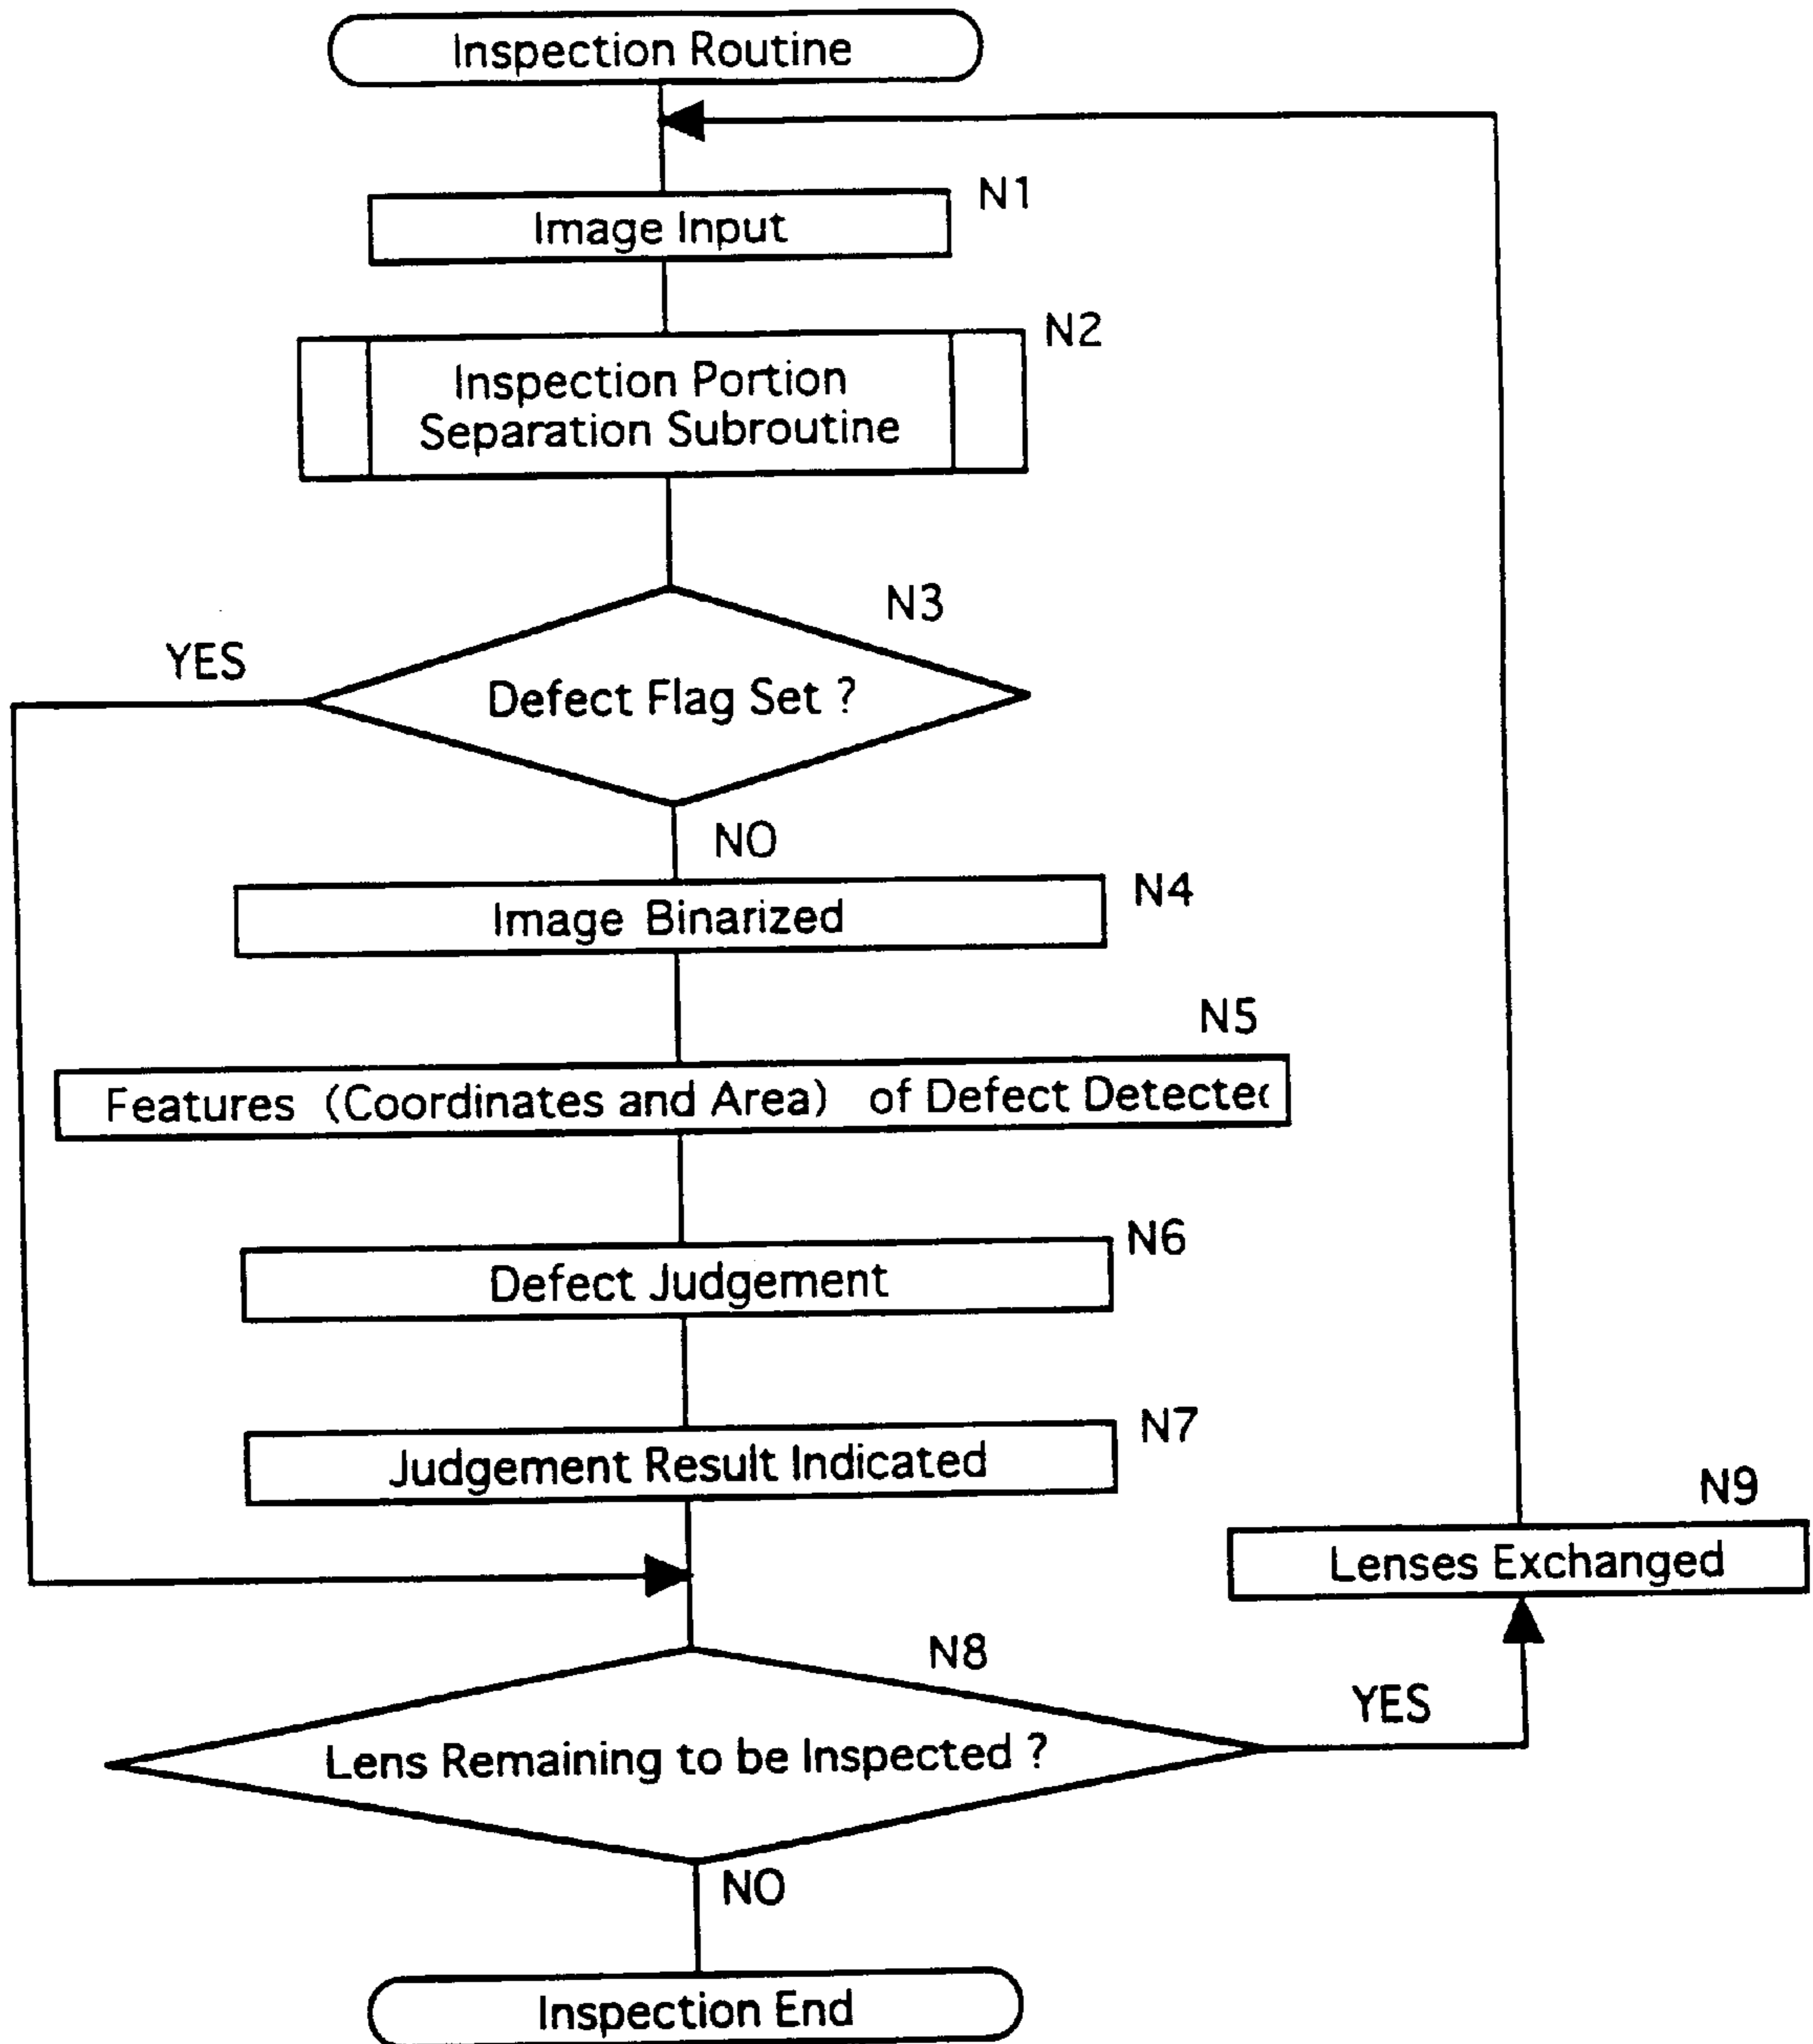 Inspection Routine
N1
Image Input
N2
Inspection Portion
Separation Subroutine
N3
YES
Defect Flag Set ?
NO
N4
Image Binarized
N5
Features (Coordinates and Area) of Defect Detected
N6
Defect Judgement
N7
Judgement Result Indicated
N9
Lenses Exchanged
N8
YES
Lens Remaining to be Inspected ?
NO
Inspection End